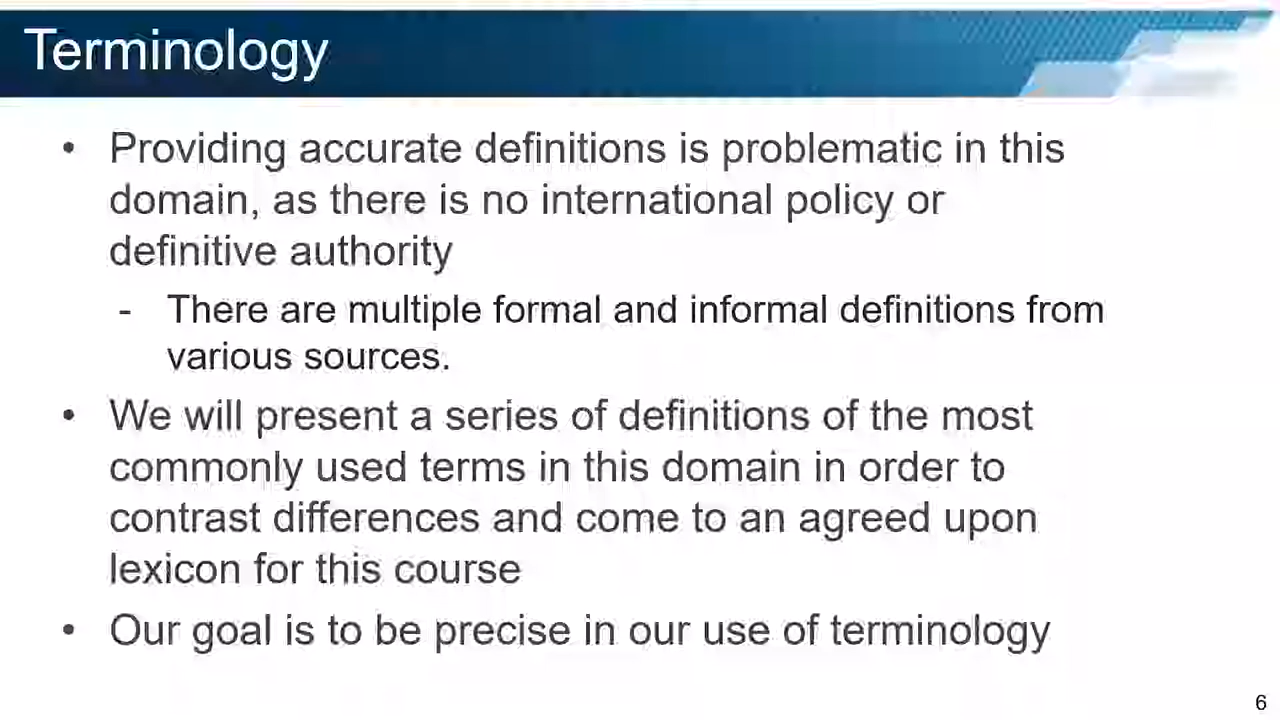 Terminology
• Providing accurate definitions is problematic in this
domain, as there is no international policy or
definitive authority
- There are multiple formal and informal definitions from
various sources.
• We will present a series of definitions of the most
commonly used terms in this domain in order to
contrast differences and come to an agreed upon
lexicon for this course
• Our goal is to be precise in our use of terminology
6